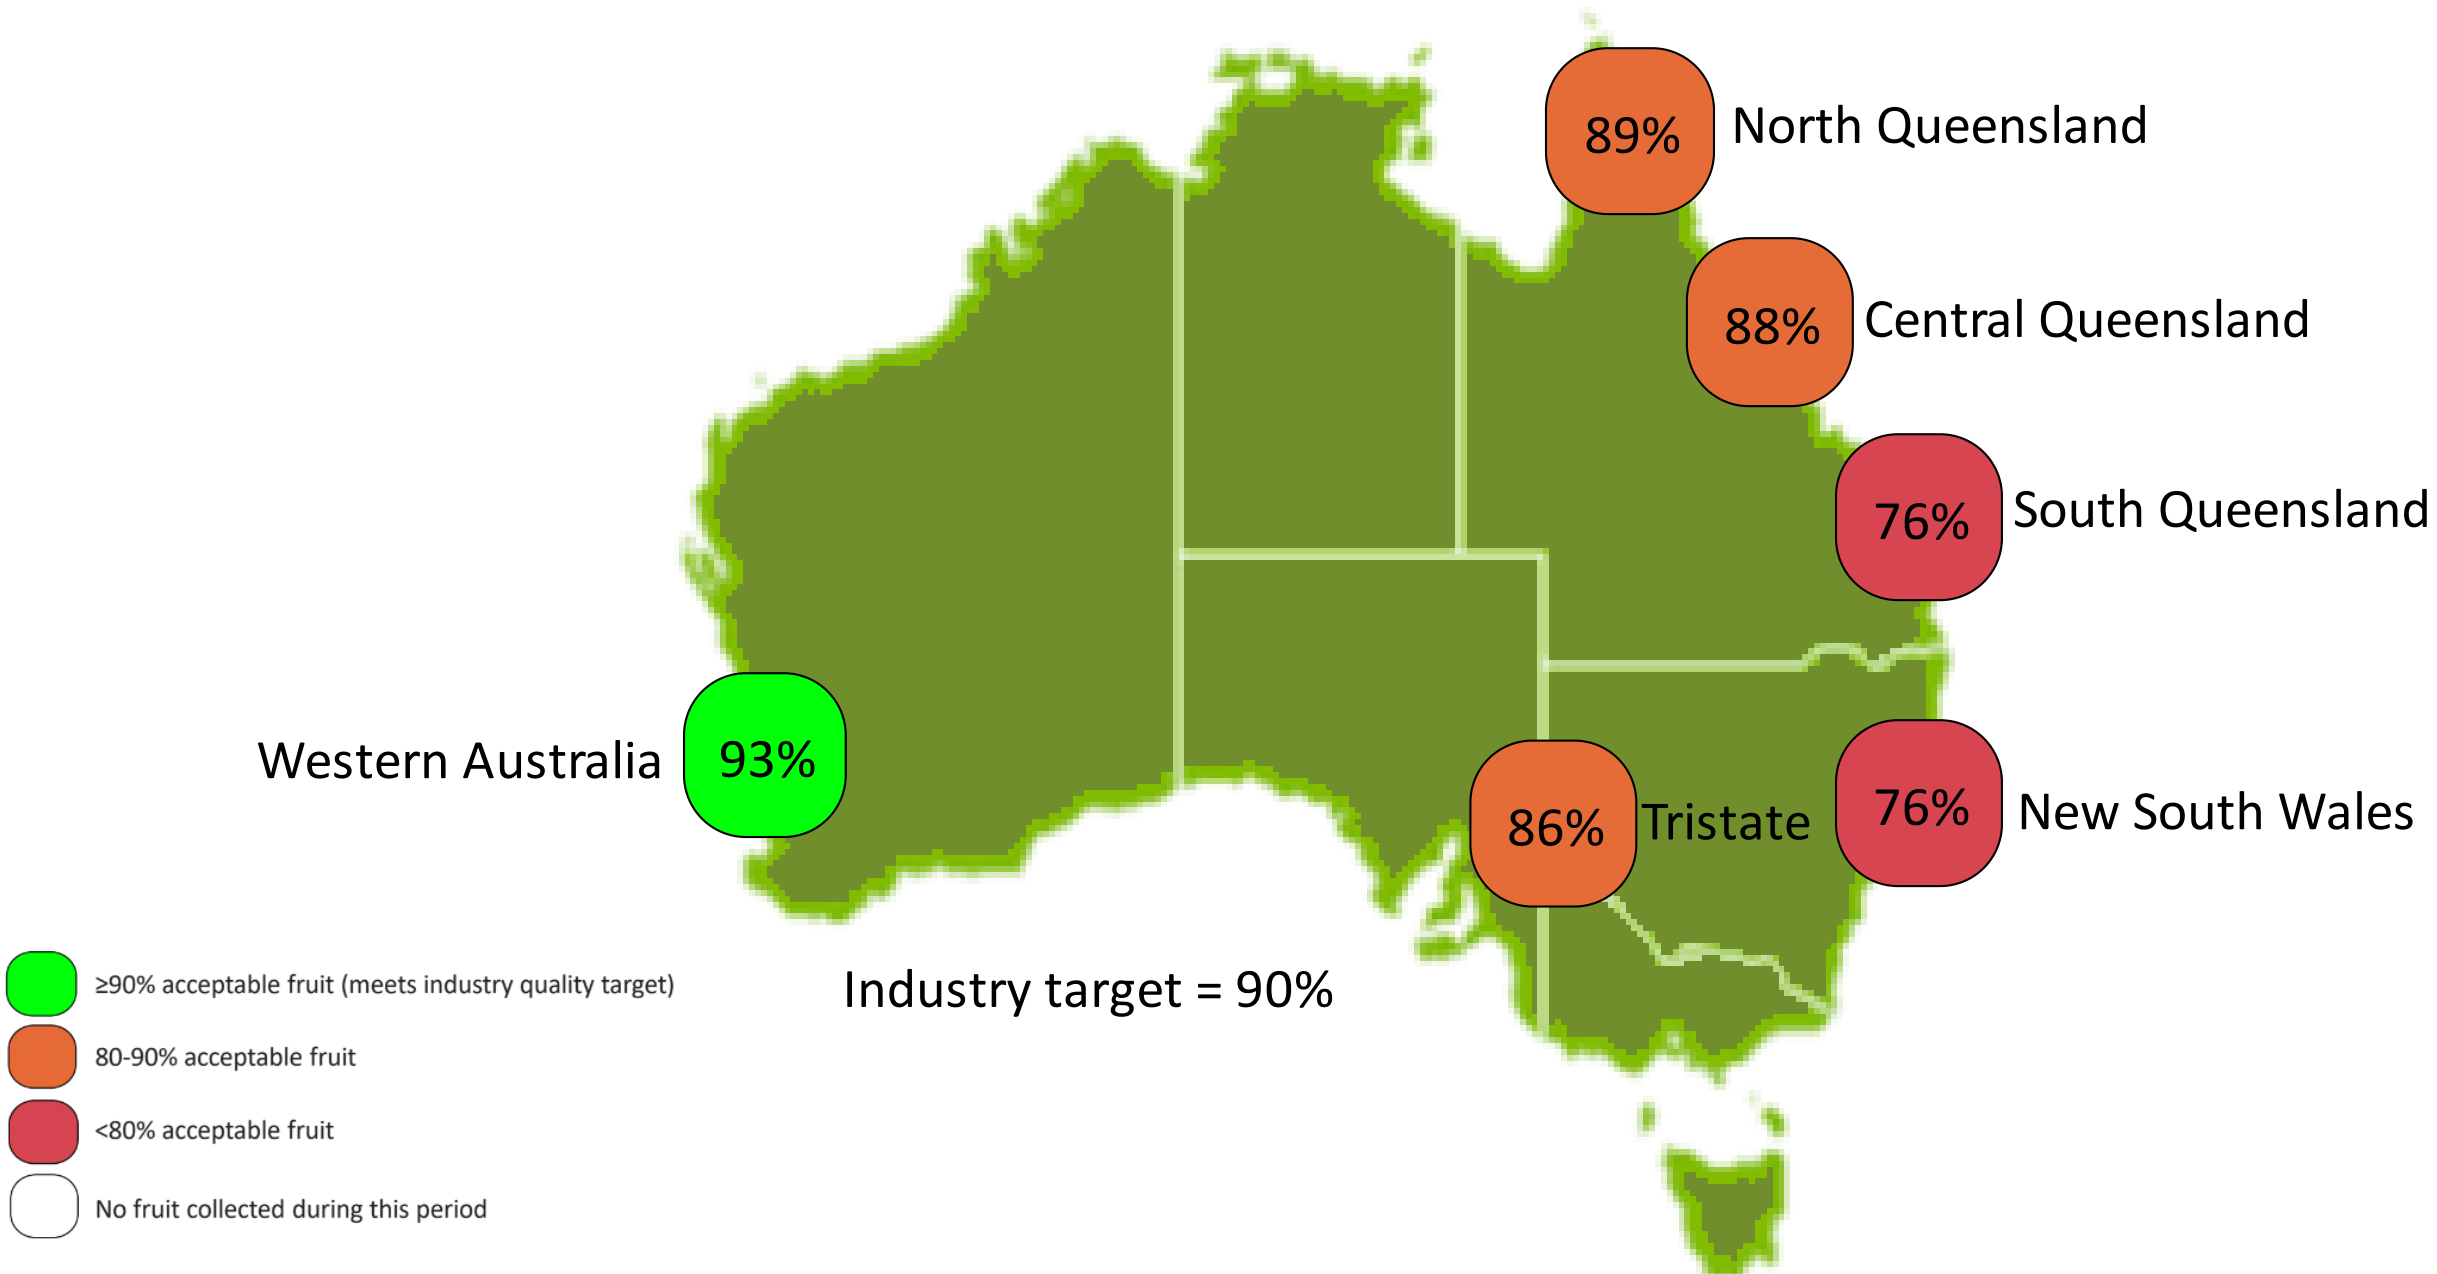 89%
North Queensland
88%
Central Queensland
76%
South Queensland
Western Australia
93%
86%
Tristate
76%
New South Wales
Industry target = 90%
≥90% acceptable fruit (meets industry quality target)
80-90% acceptable fruit
<80% acceptable fruit
No fruit collected during this period